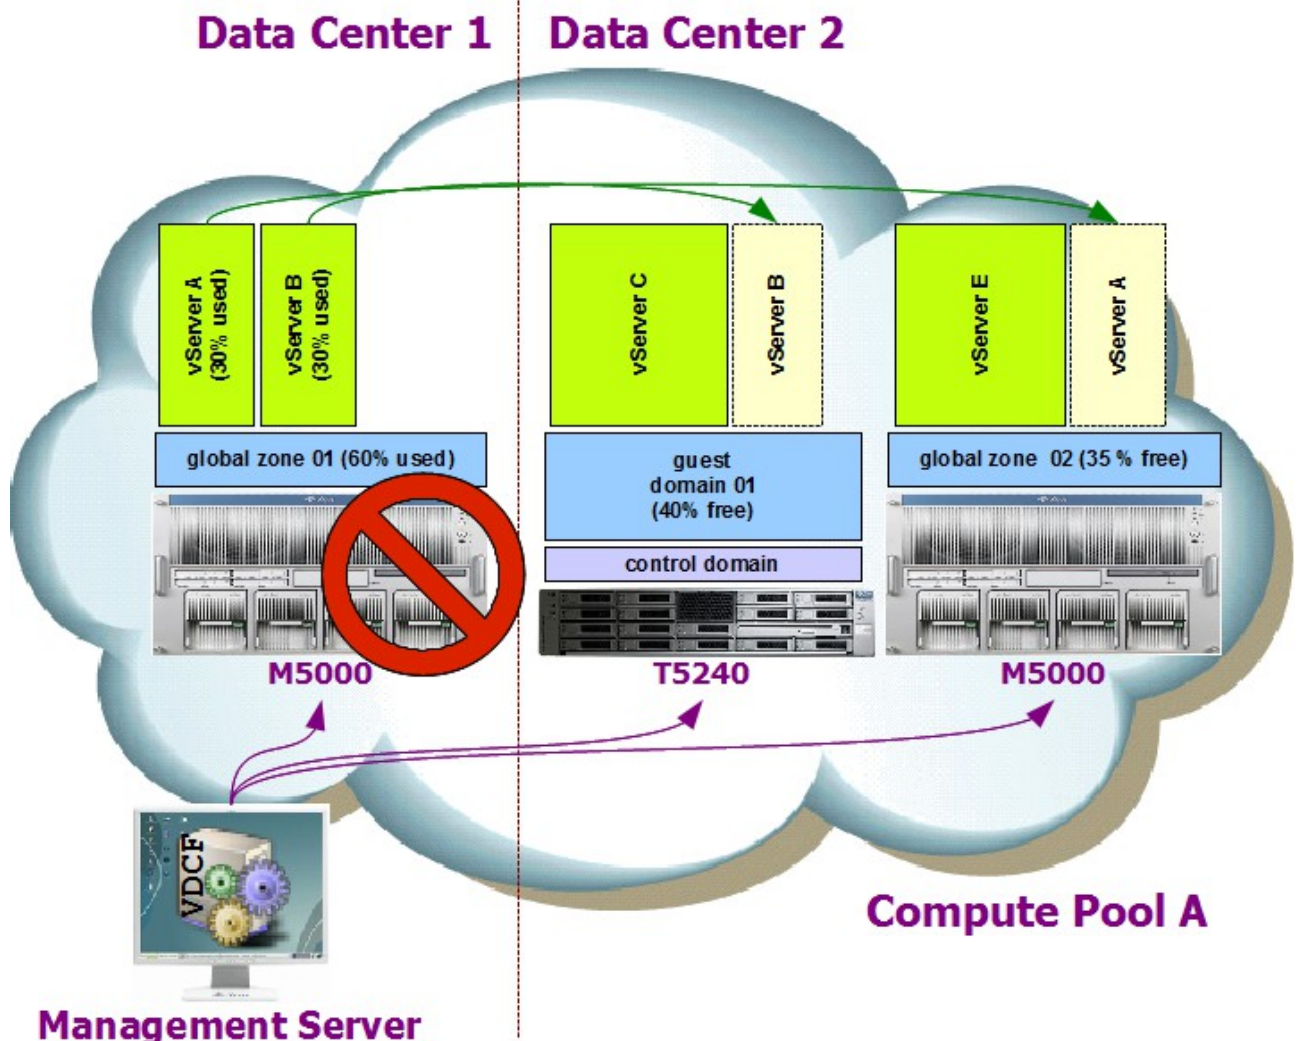 Data Center 1
Data Center 2
vServer A
(30% used)
vServer B
(30% used)
vServer C
vServer B
vServer E
vServer A
global zone 01 (60% used)
guest
domain 01
(40% free)
control domain
global zone  02 (35 % free)
M5000
T5240
M5000
VDCF
Compute Pool A
Management Server